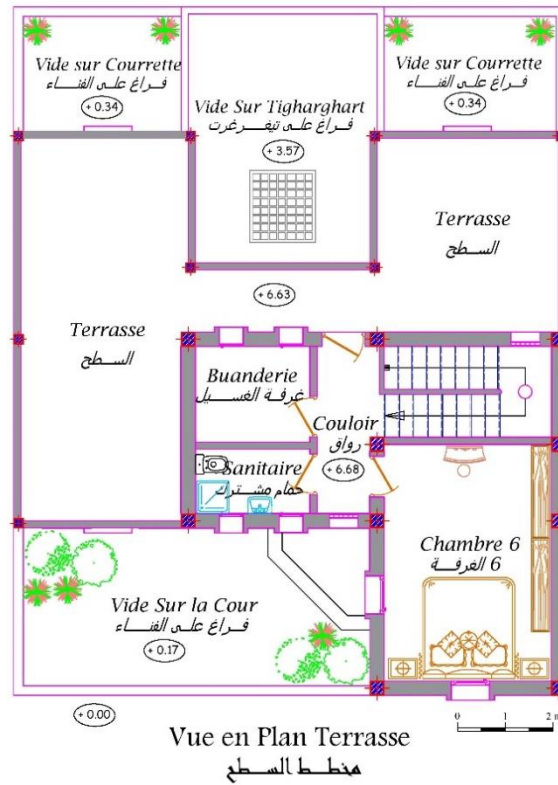 Vide sur Courrette
فراغ على الفناء
+ 0.34
Vide Sur Tigharghart
فراغ على تيغرغرت
+ 3.57
Vide sur Courrette
فراغ على الفناء
+ 0.34
Terrasse
السطح
+ 6.63
Terrasse
السطح
Buanderie
غرفة الغسيل
Couloir
رواق
+ 6.68
Sanitaire
حمام مشترك
Chambre 6
الغرفة 6
Vide Sur la Cour
فراغ على الفناء
+ 0.17
+ 0.00
0 1 2 m
Vue en Plan Terrasse
مخطط السطح